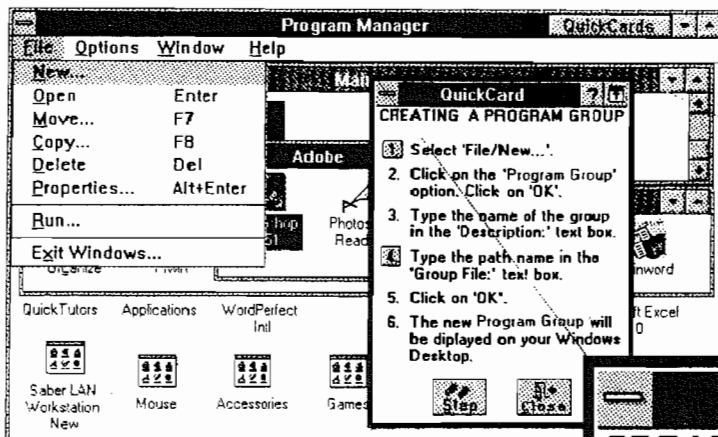 Program Manager
QuickCards
File Options Window Help
New...
Open Enter
Move... F7
Copy... F8
Delete Del
Properties... Alt+Enter
Run...
Exit Windows...
Adobe
QuickCard
CREATING A PROGRAM GROUP
1 Select 'File/New...'.
2. Click on the 'Program Group'
option. Click on 'OK'.
3. Type the name of the group
in the 'Description:' text box.
4 Type the path name in the
'Group File:' text box.
5. Click on 'OK'.
6. The new Program Group will
be diplayed on your Windows
Desktop.
Step Close
QuickTutors Applications WordPerfect
Intl
Saber LAN
Workstation
New
Mouse Accessories Games